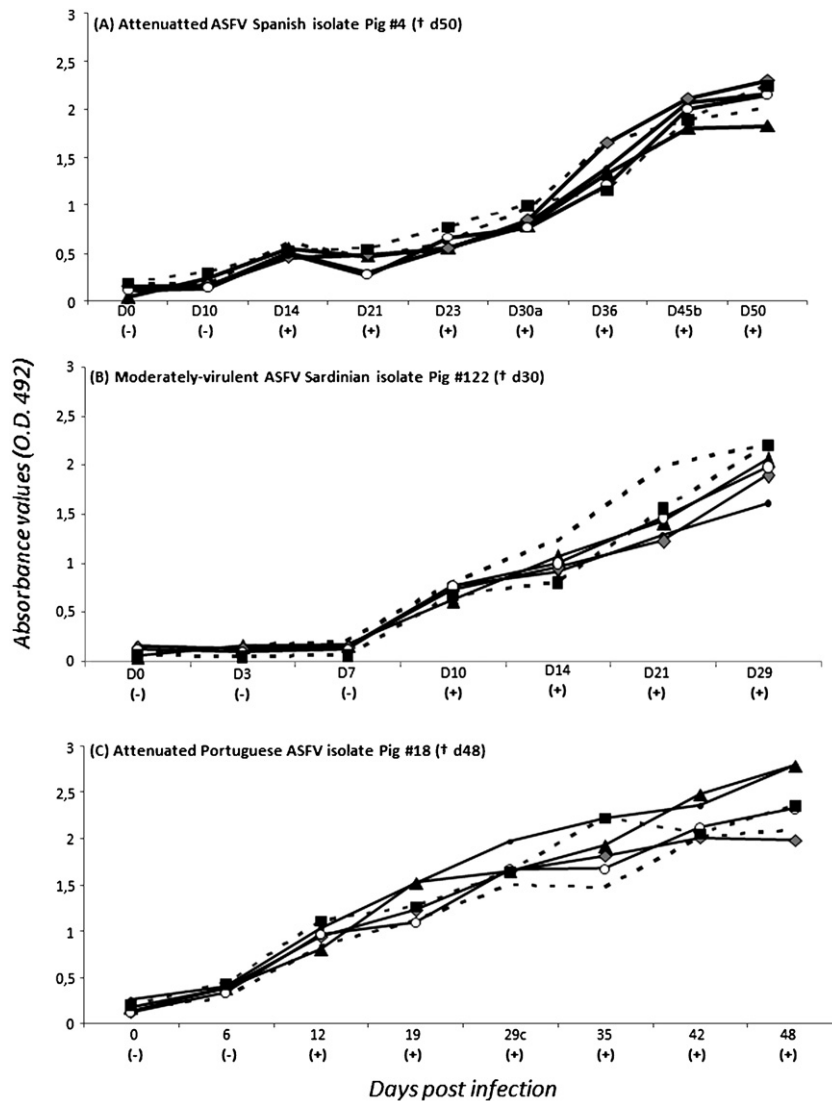 (A) Attenuatted ASFV Spanish isolate Pig #4 († d50)
3
2,5
2
1,5
1
0,5
0
D0 D10 D14 D21 D23 D30a D36 D45b D50
(-) (-) (+) (+) (+) (+) (+) (+) (+)
Absorbance values (O.D. 492)
(B) Moderately-virulent ASFV Sardinian isolate Pig #122 († d30)
3
2,5
2
1,5
1
0,5
0
D0 D3 D7 D10 D14 D21 D29
(-) (-) (-) (+) (+) (+) (+)
(C) Attenuated Portuguese ASFV isolate Pig #18 († d48)
3
2,5
2
1,5
1
0,5
0
0 6 12 19 29c 35 42 48
(-) (-) (+) (+) (+) (+) (+) (+)
Days post infection